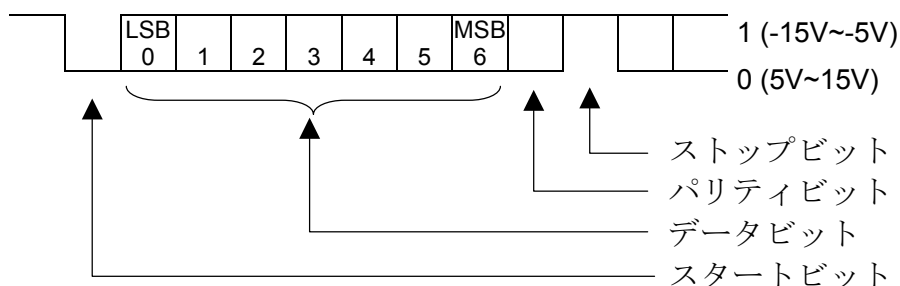 LSB MSB 1 (-15V~-5V)
0 1 2 3 4 5 6
0 (5V~15V)
ストップビット
パリティビット
データビット
スタートビット